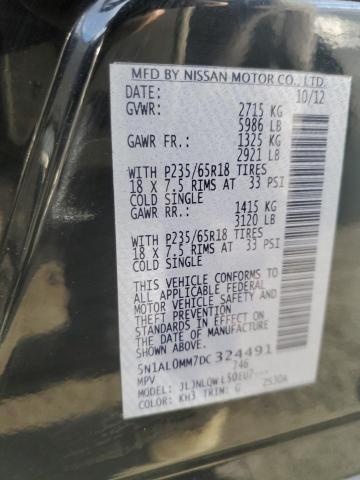 MFD BY NISSAN MOTOR CO., LTD.
DATE: 10/12
GVWR: 2715 KG
5986 LB
GAWR FR.: 1325 KG
2921 LB
WITH P235/65R18 TIRES
18 X 7.5 RIMS AT 33 PSI
COLD SINGLE
GAWR RR.: 1415 KG
3120 LB
WITH P235/65R18 TIRES
18 X 7.5 RIMS AT 33 PSI
COLD SINGLE
THIS VEHICLE CONFORMS TO
ALL APPLICABLE FEDERAL
MOTOR VEHICLE SAFETY AND
THEFT PREVENTION
STANDARDS IN EFFECT ON
THE DATE OF MANUFACTURE
SHOWN ABOVE.
5N1AL0MM7DC324491
MPV 746
MODEL: JLJNLQWL50EU7---
COLOR: KH3 TRIM: G